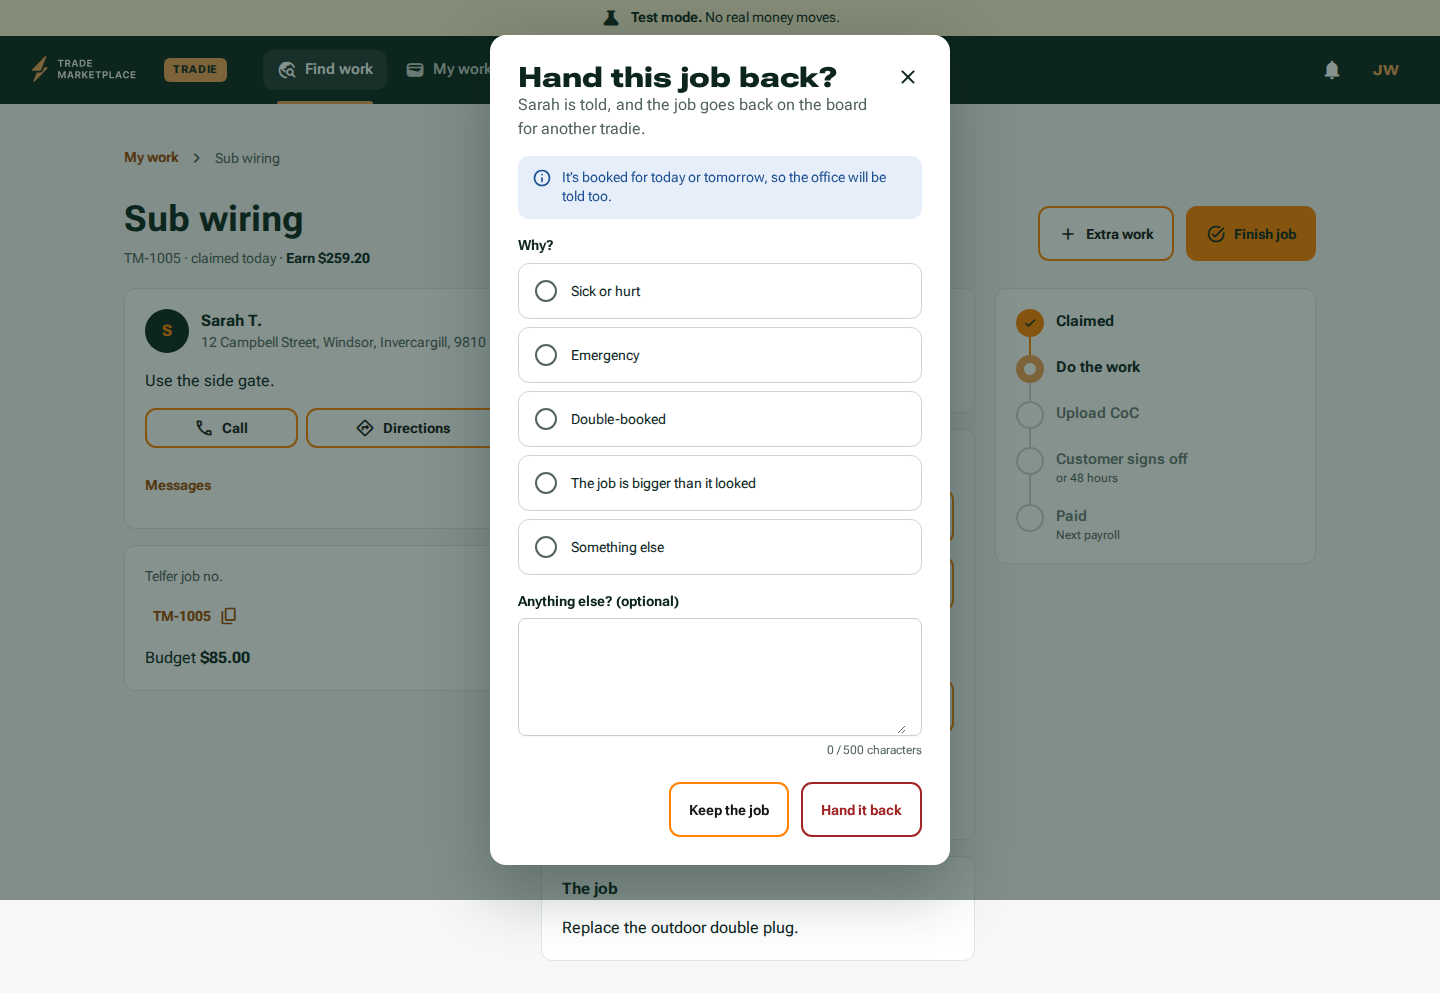 Test mode. No real money moves.
TRADE
MARKETPLACE
TRADIE
Find work
My work
JW
My work
Sub wiring
Sub wiring
TM-1005 · claimed today · Earn $259.20
Extra work
Finish job
S
Sarah T.
12 Campbell Street, Windsor, Invercargill, 9810
Use the side gate.
Call
Directions
Messages
Telfer job no.
TM-1005
Budget $85.00
Hand this job back?
Sarah is told, and the job goes back on the board
for another tradie.
It’s booked for today or tomorrow, so the office will be
told too.
Why?
Sick or hurt
Emergency
Double-booked
The job is bigger than it looked
Something else
Anything else? (optional)
0 / 500 characters
Keep the job
Hand it back
Claimed
Do the work
Upload CoC
Customer signs off
or 48 hours
Paid
Next payroll
The job
Replace the outdoor double plug.